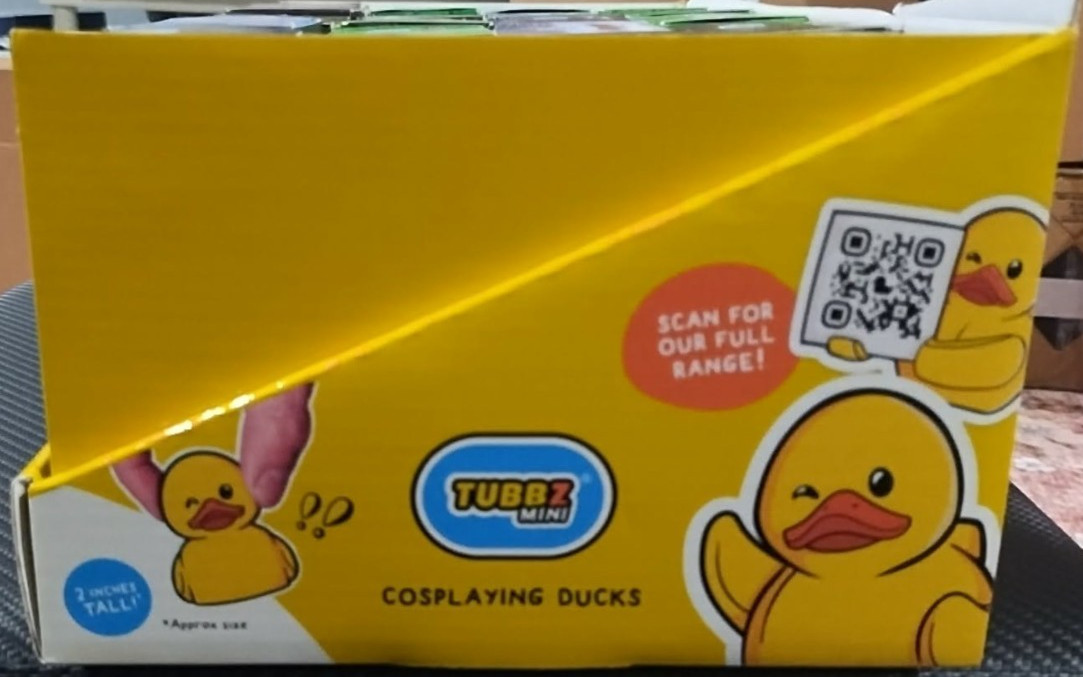 SCAN FOR
OUR FULL
RANGE!
TUBBZ
MINI
COSPLAYING DUCKS
2 INCHES
TALL!*
*Approx size